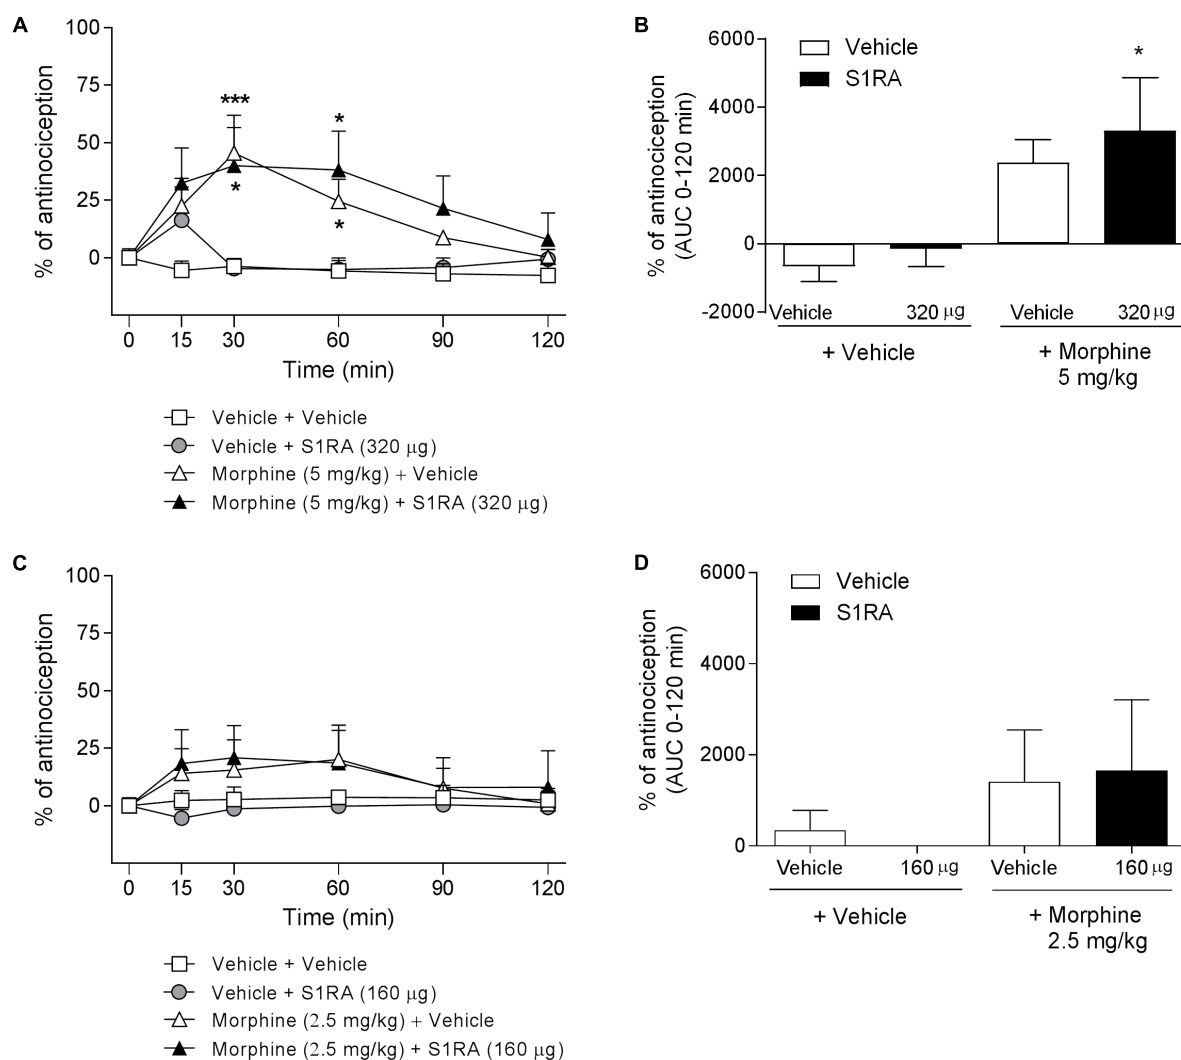 A
% of antinociception
100
75
50
25
0
***
*
*
*
0 15 30 60 90 120
Time (min)
Vehicle + Vehicle
Vehicle + S1RA (320 µg)
Morphine (5 mg/kg) + Vehicle
Morphine (5 mg/kg) + S1RA (320 µg)
B
% of antinociception
(AUC 0-120 min)
6000
4000
2000
0
-2000
Vehicle
S1RA
*
Vehicle 320 µg Vehicle 320 µg
+ Vehicle + Morphine
5 mg/kg
C
% of antinociception
100
75
50
25
0
0 15 30 60 90 120
Time (min)
Vehicle + Vehicle
Vehicle + S1RA (160 µg)
Morphine (2.5 mg/kg) + Vehicle
Morphine (2.5 mg/kg) + S1RA (160 µg)
D
% of antinociception
(AUC 0-120 min)
6000
4000
2000
0
Vehicle
S1RA
Vehicle 160 µg Vehicle 160 µg
+ Vehicle + Morphine
2.5 mg/kg